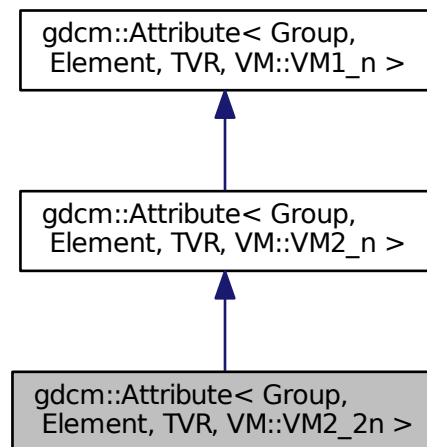 gdcm::Attribute< Group,
Element, TVR, VM::VM1_n >
gdcm::Attribute< Group,
Element, TVR, VM::VM2_n >
gdcm::Attribute< Group,
Element, TVR, VM::VM2_2n >